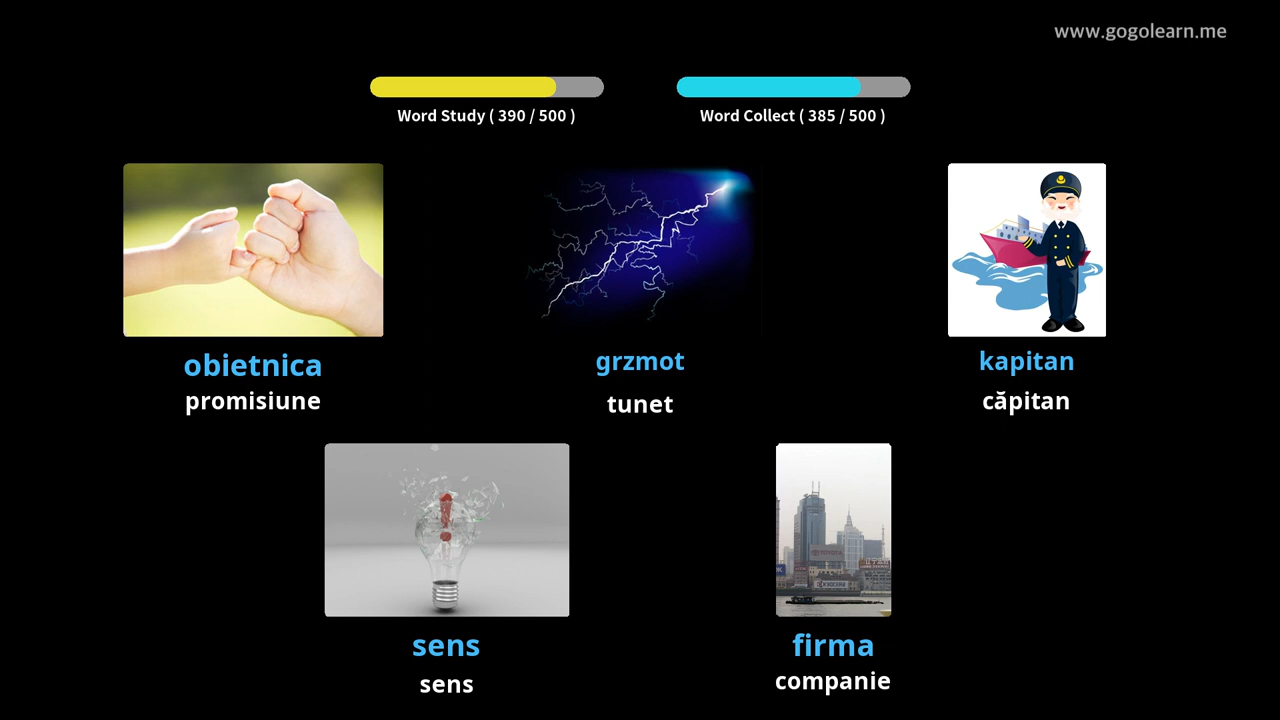 www.gogolearn.me
Word Study ( 390 / 500 )
Word Collect ( 385 / 500 )
obietnica
promisiune
grzmot
tunet
kapitan
căpitan
TOYOTA
sens
sens
firma
companie